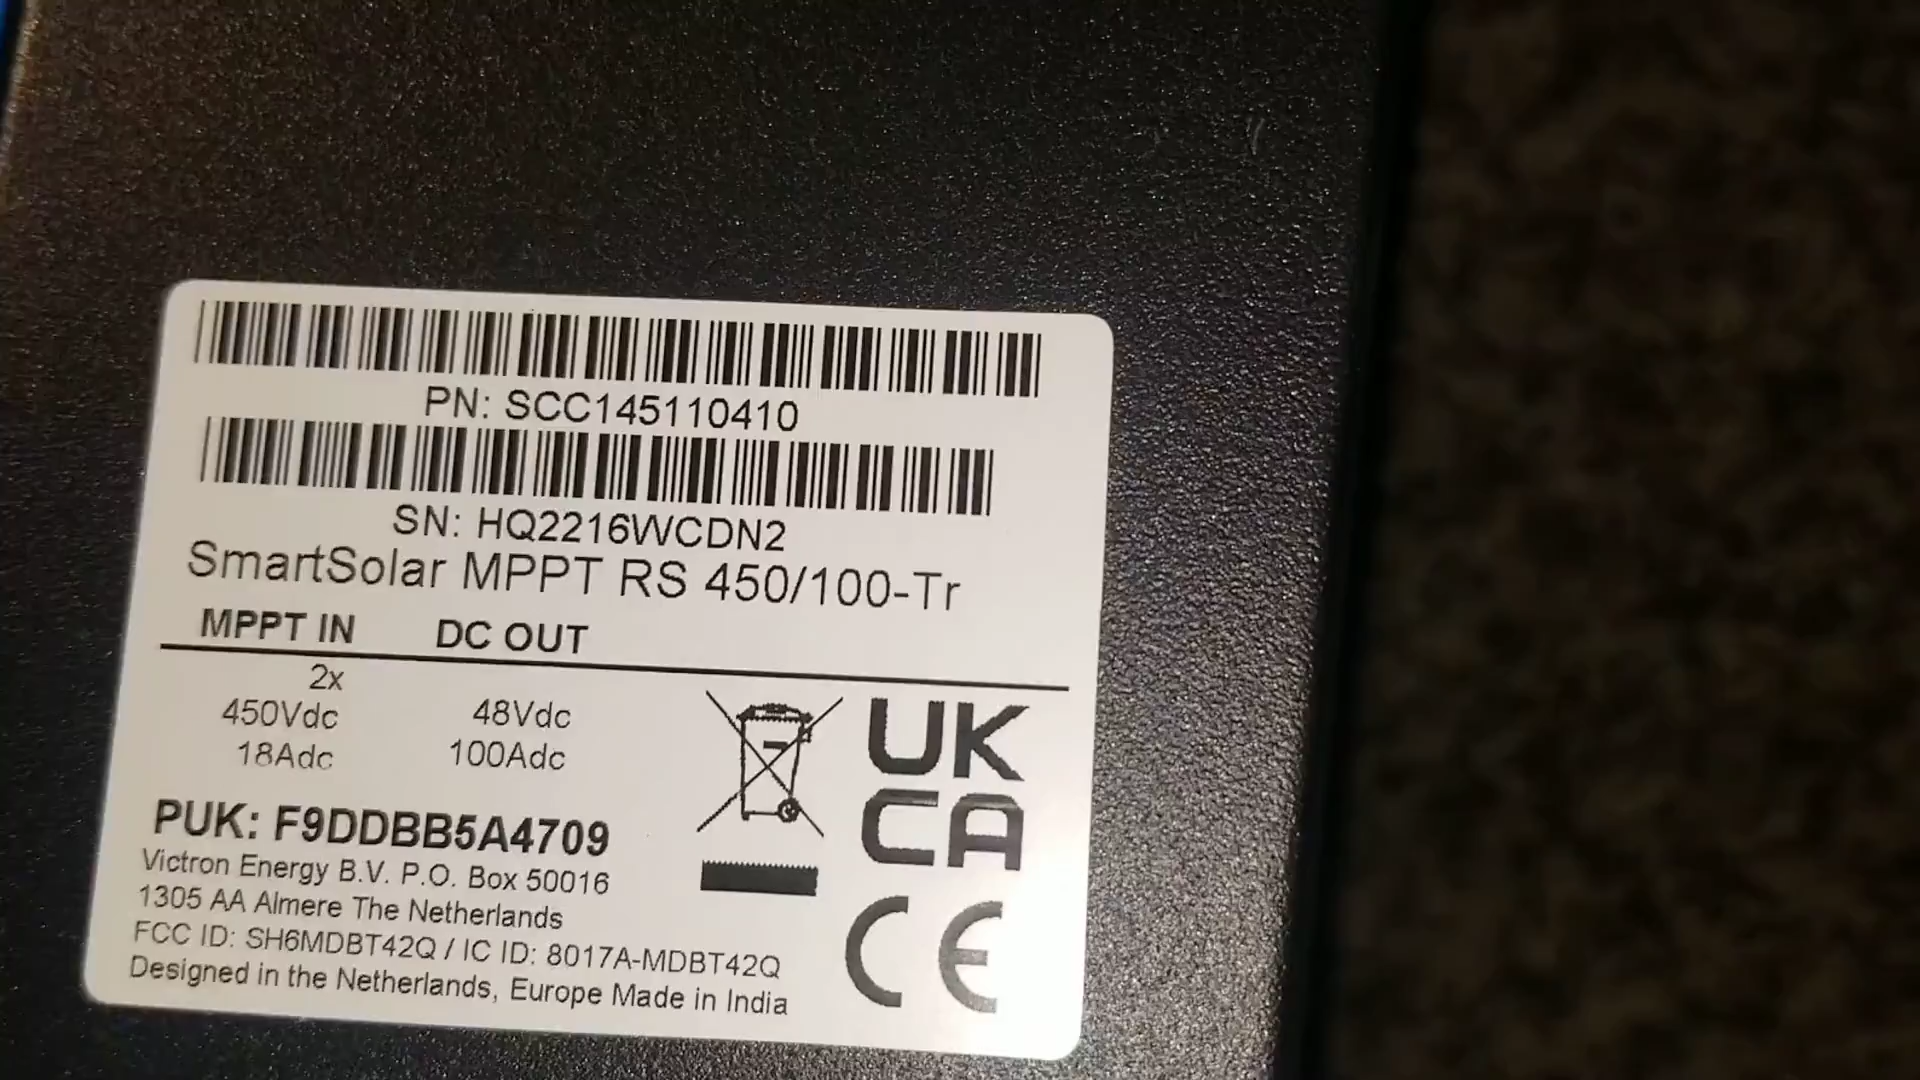 PN: SCC145110410
SN: HQ2216WCDN2
SmartSolar MPPT RS 450/100-Tr
MPPT IN DC OUT
2x
450Vdc 48Vdc
18Adc 100Adc
PUK: F9DDBB5A4709
Victron Energy B.V. P.O. Box 50016
1305 AA Almere The Netherlands
FCC ID: SH6MDBT42Q / IC ID: 8017A-MDBT42Q
Designed in the Netherlands, Europe Made in India
UK
CA
CE